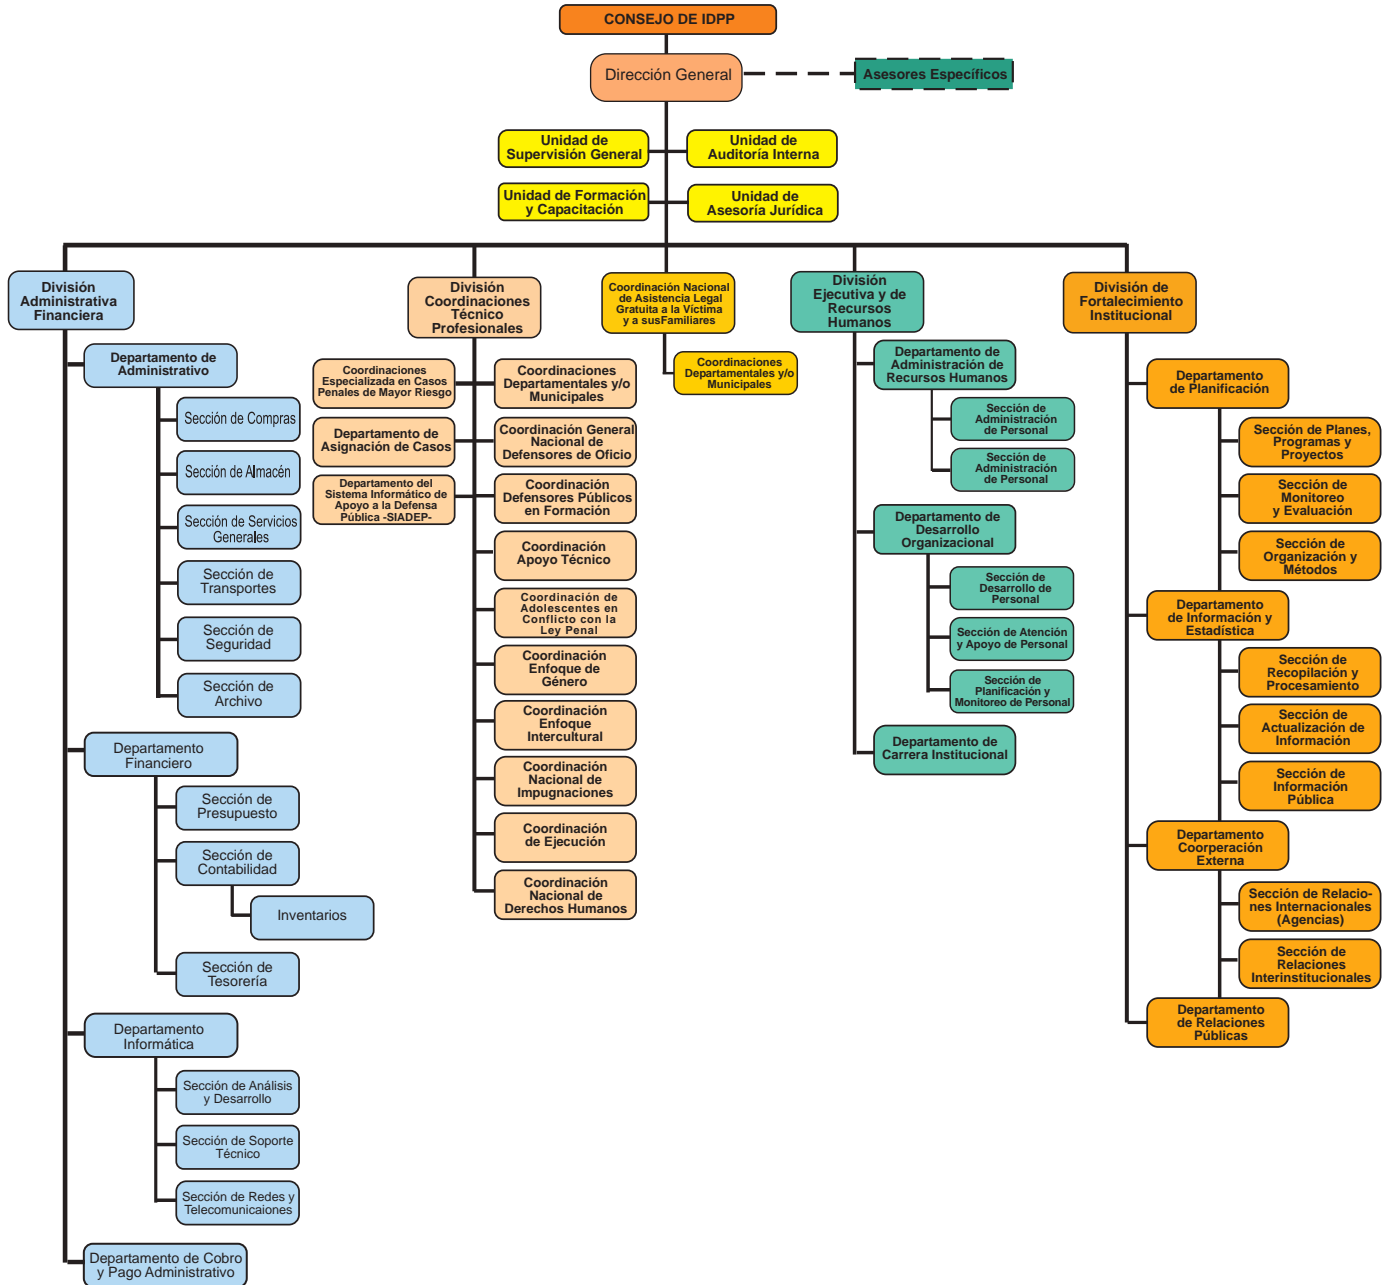 CONSEJO DE IDPP
Dirección General
Asesores Específicos
Unidad de
Supervisión General
Unidad de
Auditoría Interna
Unidad de Formación
y Capacitación
Unidad de
Asesoría Jurídica
División
Administrativa
Financiera
Departamento de
Administrativo
Sección de Compras
Sección de Almacén
Sección de Servicios
Generales
Sección de
Transportes
Sección de
Seguridad
Sección de
Archivo
Departamento
Financiero
Sección de
Presupuesto
Sección de
Contabilidad
Inventarios
Sección de
Tesorería
Departamento
Informática
Sección de Análisis
y Desarrollo
Sección de Soporte
Técnico
Sección de Redes y
Telecomunicaiones
Departamento de Cobro
y Pago Administrativo
División
Coordinaciones
Técnico
Profesionales
Coordinaciones
Especializada en Casos
Penales de Mayor Riesgo
Departamento de
Asignación de Casos
Departamento del
Sistema Informático de
Apoyo a la Defensa
Pública -SIADEP-
Coordinaciones
Departamentales y/o
Municipales
Coordinación General
Nacional de
Defensores de Oficio
Coordinación
Defensores Públicos
en Formación
Coordinación
Apoyo Técnico
Coordinación de
Adolescentes en
Conflicto con la
Ley Penal
Coordinación
Enfoque de
Género
Coordinación
Enfoque
Intercultural
Coordinación
Nacional de
Impugnaciones
Coordinación
de Ejecución
Coordinación
Nacional de
Derechos Humanos
Coordinación Nacional
de Asistencia Legal
Gratuita a la Víctima
y a susFamiliares
Coordinaciones
Departamentales y/o
Municipales
División
Ejecutiva y de
Recursos
Humanos
Departamento de
Administración de
Recursos Humanos
Sección de
Administración
de Personal
Sección de
Administración
de Personal
Departamento de
Desarrollo
Organizacional
Sección de
Desarrollo de
Personal
Sección de Atención
y Apoyo de Personal
Sección de
Planificación y
Monitoreo de Personal
Departamento de
Carrera Institucional
División de
Fortalecimiento
Institucional
Departamento
de Planificación
Sección de Planes,
Programas y
Proyectos
Sección de
Monitoreo
y Evaluación
Sección de
Organización y
Métodos
Departamento
de Información y
Estadística
Sección de
Recopilación y
Procesamiento
Sección de
Actualización de
Información
Sección de
Información
Pública
Departamento
Coorperación
Externa
Sección de Relacio-
nes Internacionales
(Agencias)
Sección de
Relaciones
Interinstitucionales
Departamento
de Relaciones
Públicas